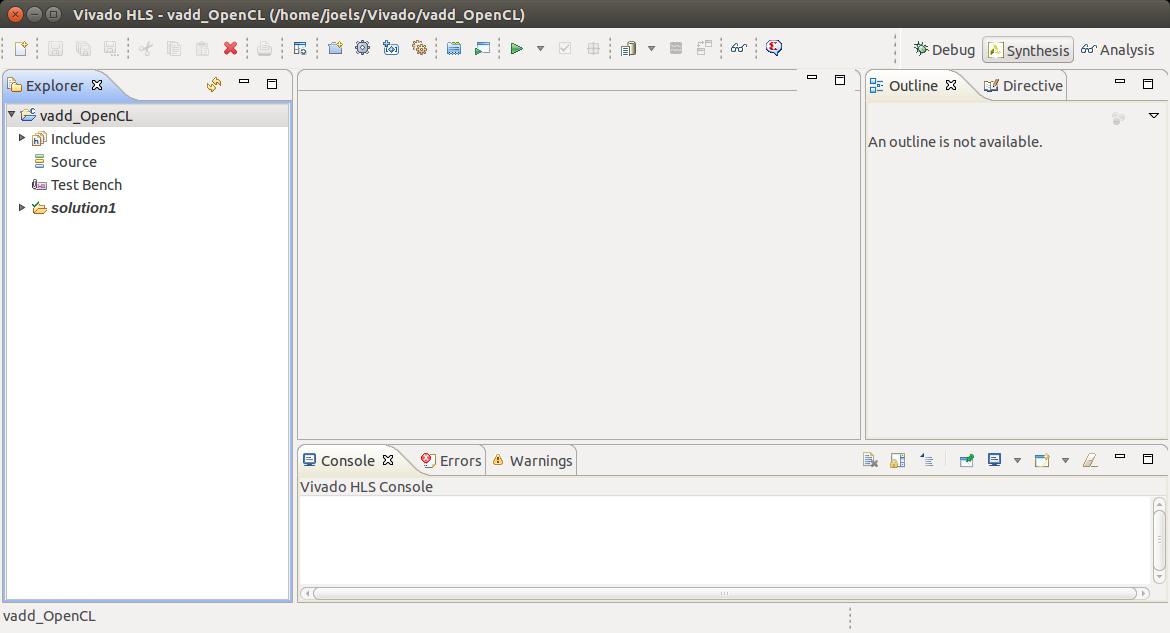 Vivado HLS - vadd_OpenCL (/home/joels/Vivado/vadd_OpenCL)
Debug Synthesis Analysis
Explorer
vadd_OpenCL
Includes
Source
Test Bench
solution1
Outline Directive
An outline is not available.
Console Errors Warnings
Vivado HLS Console
vadd_OpenCL